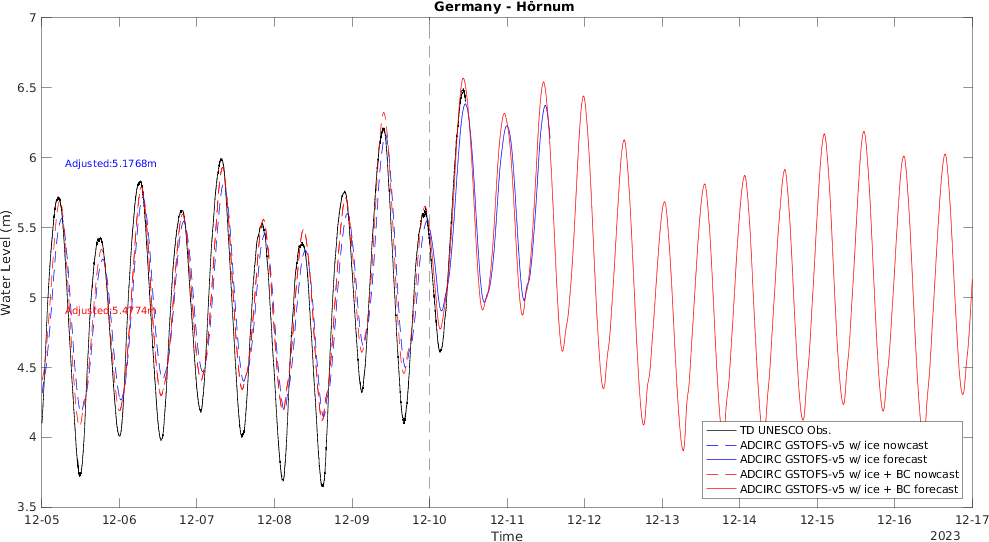 Germany - Hörnum
7
6.5
6
5.5
5
4.5
4
3.5
Water Level (m)
Adjusted:5.1768m
Adjusted:5.4774m
TD UNESCO Obs.
ADCIRC GSTOFS-v5 w/ ice nowcast
ADCIRC GSTOFS-v5 w/ ice forecast
ADCIRC GSTOFS-v5 w/ ice + BC nowcast
ADCIRC GSTOFS-v5 w/ ice + BC forecast
12-05 12-06 12-07 12-08 12-09 12-10 12-11 12-12 12-13 12-14 12-15 12-16 12-17
Time
2023